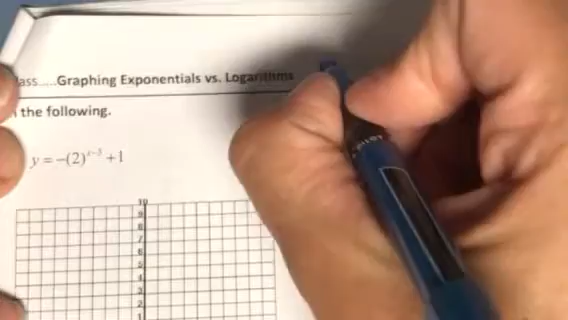 ass.....Graphing Exponentials vs. Logarithms
the following.
y = -(2)^{x-3} + 1
10
9
8
7
6
5
4
3
2
1
PILOT